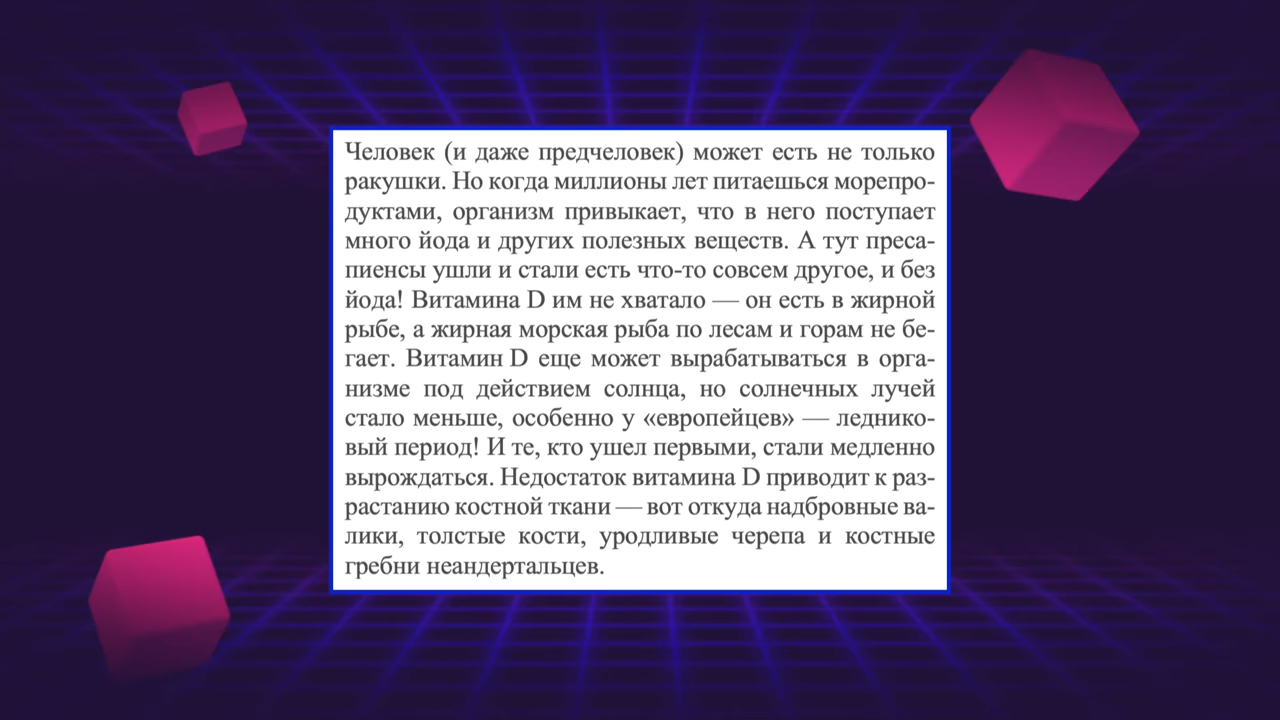 Человек (и даже предчеловек) может есть не только
ракушки. Но когда миллионы лет питаешься морепро-
дуктами, организм привыкает, что в него поступает
много йода и других полезных веществ. А тут преса-
пиенсы ушли и стали есть что-то совсем другое, и без
йода! Витамина D им не хватало — он есть в жирной
рыбе, а жирная морская рыба по лесам и горам не бе-
гает. Витамин D еще может вырабатываться в орга-
низме под действием солнца, но солнечных лучей
стало меньше, особенно у «европейцев» — леднико-
вый период! И те, кто ушел первыми, стали медленно
вырождаться. Недостаток витамина D приводит к раз-
растанию костной ткани — вот откуда надбровные ва-
лики, толстые кости, уродливые черепа и костные
гребни неандертальцев.